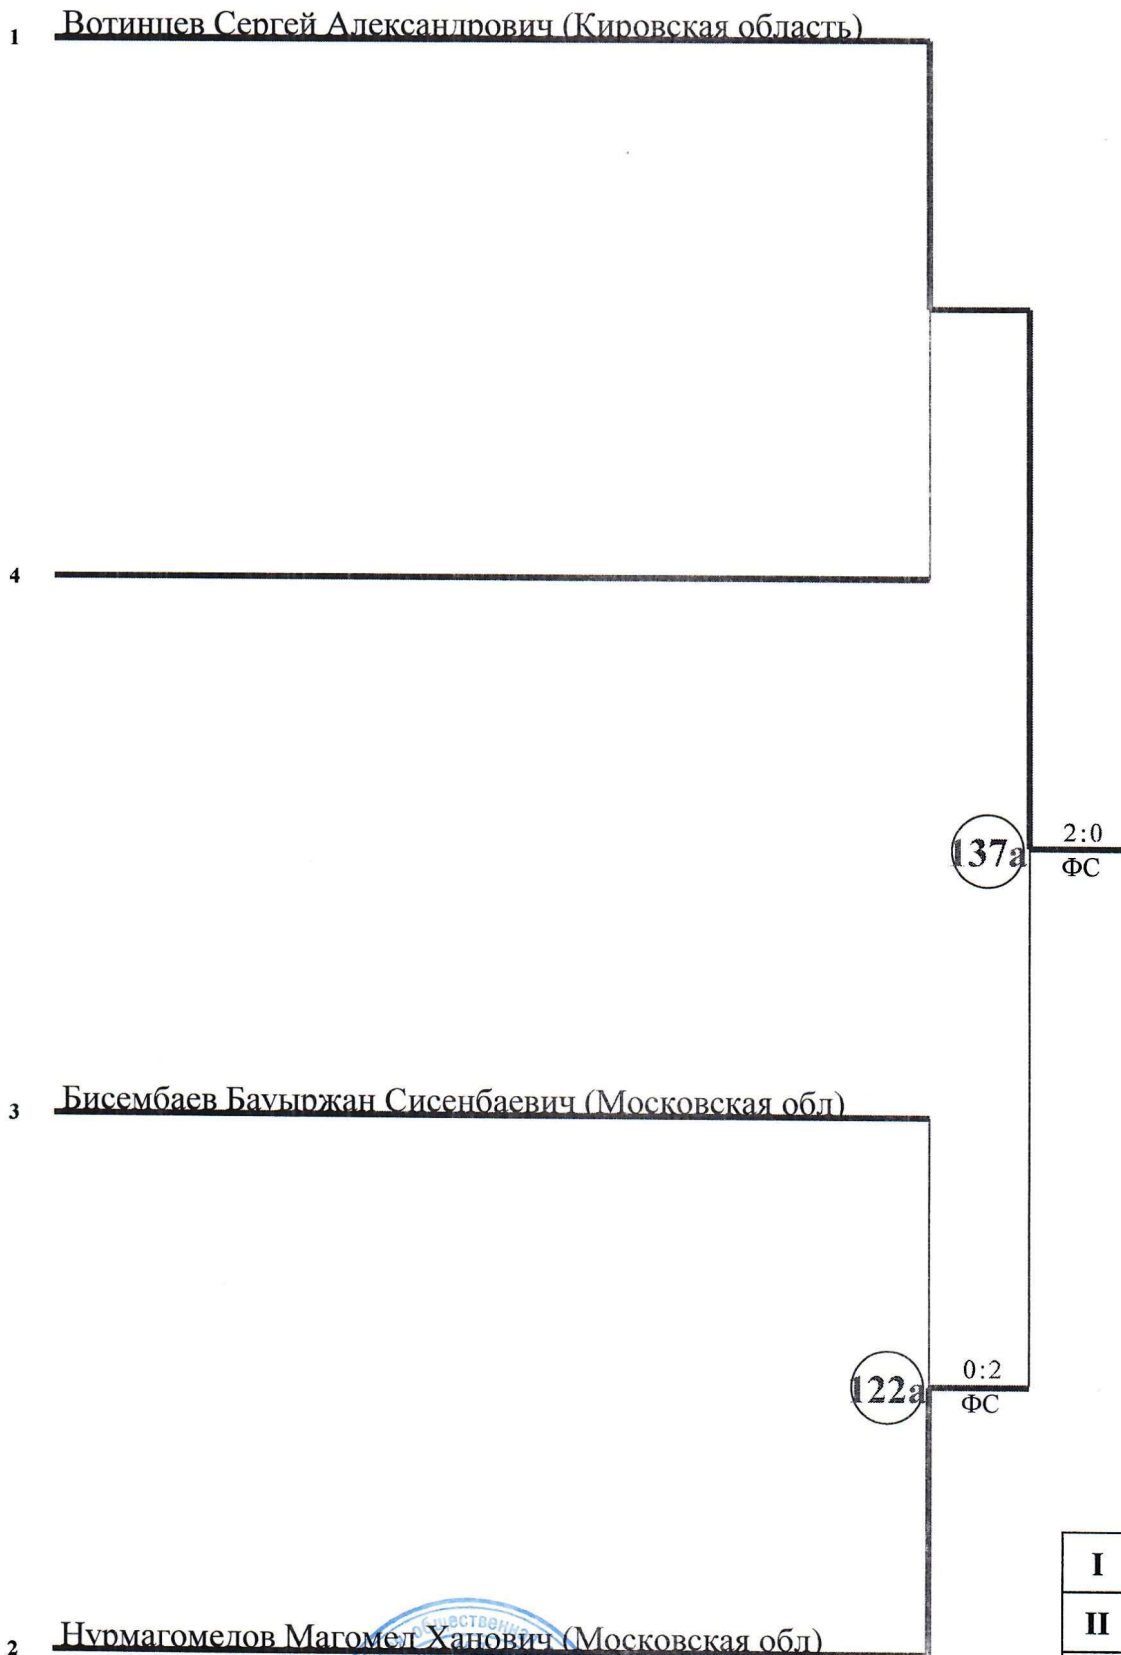 1 Вотинцев Сергей Александрович (Кировская область)
4
137а 2:0
ФС
3 Бисембаев Бауыржан Сисенбаевич (Московская обл)
122а 0:2
ФС
I
II
общественная
2 Нурмагомедов Магомед Ханович (Московская обл)